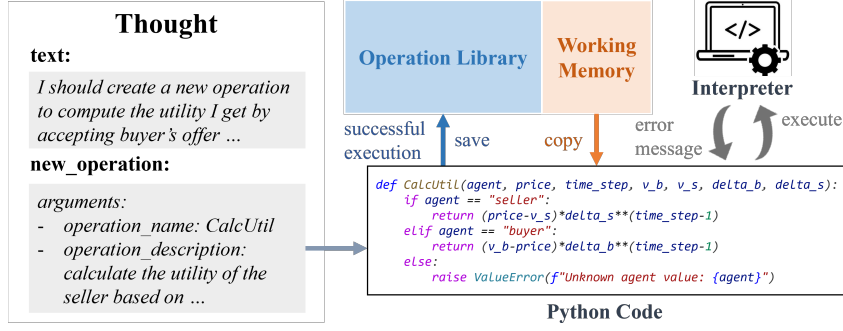 Thought
text:
I should create a new operation
to compute the utility I get by
accepting buyer's offer ...
new_operation:
arguments:
- operation_name: CalcUtil
- operation_description:
calculate the utility of the
seller based on ...
Operation Library
Working
Memory
</>
Interpreter
successful
execution
save
copy
error
message
execute
def CalcUtil(agent, price, time_step, v_b, v_s, delta_b, delta_s):
if agent == "seller":
return (price-v_s)*delta_s**(time_step-1)
elif agent == "buyer":
return (v_b-price)*delta_b**(time_step-1)
else:
raise ValueError(f"Unknown agent value: {agent}")
Python Code